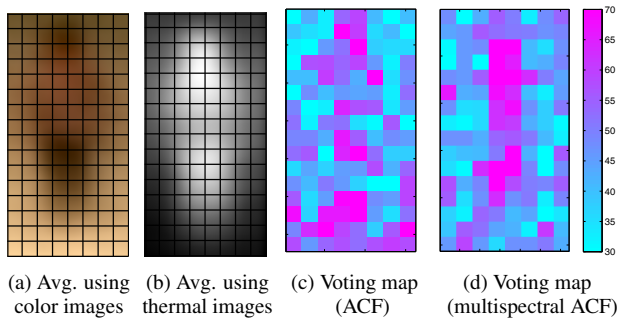 70
65
60
55
50
45
40
35
30
(a) Avg. using
color images
(b) Avg. using
thermal images
(c) Voting map
(ACF)
(d) Voting map
(multispectral ACF)